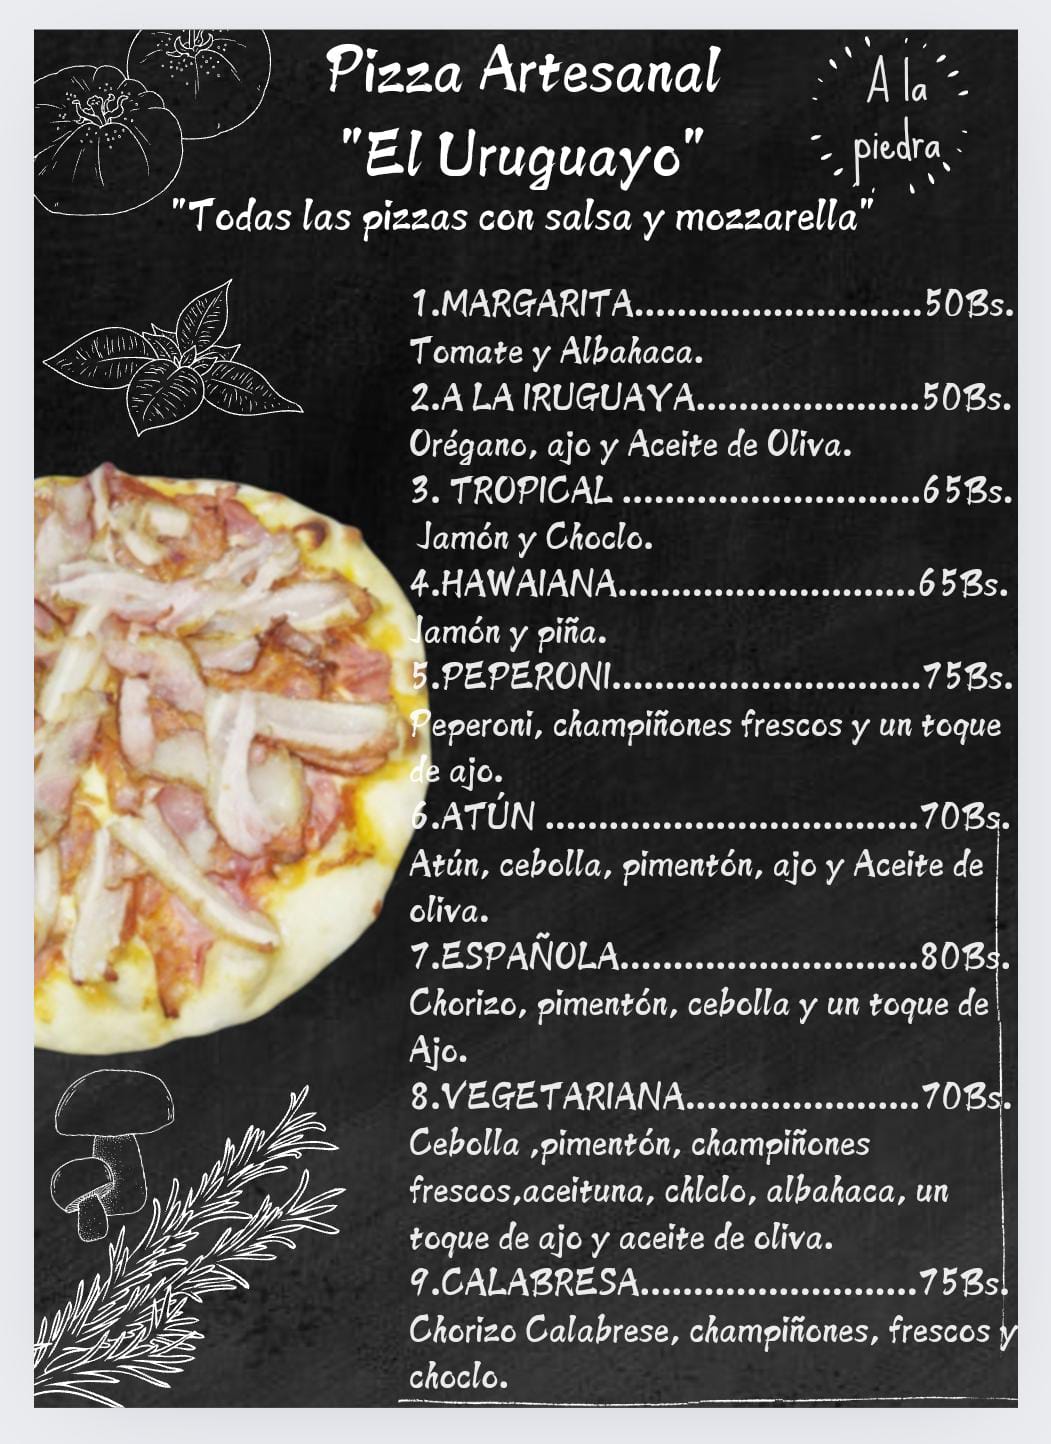 Pizza Artesanal
"El Uruguayo"
A la
piedra
"Todas las pizzas con salsa y mozzarella"
1.MARGARITA...........................50Bs.
Tomate y Albahaca.
2.A LA IRUGUAYA.....................50Bs.
Orégano, ajo y Aceite de Oliva.
3. TROPICAL ............................65Bs.
Jamón y Choclo.
4.HAWAIANA............................65Bs.
Jamón y piña.
5.PEPERONI.............................75Bs.
Peperoni, champiñones frescos y un toque
de ajo.
6.ATÚN ...................................70Bs.
Atún, cebolla, pimentón, ajo y Aceite de
oliva.
7.ESPAÑOLA............................80Bs.
Chorizo, pimentón, cebolla y un toque de
Ajo.
8.VEGETARIANA......................70Bs.
Cebolla ,pimentón, champiñones
frescos,aceituna, chlclo, albahaca, un
toque de ajo y aceite de oliva.
9.CALABRESA..........................75Bs.
Chorizo Calabrese, champiñones, frescos y
choclo.